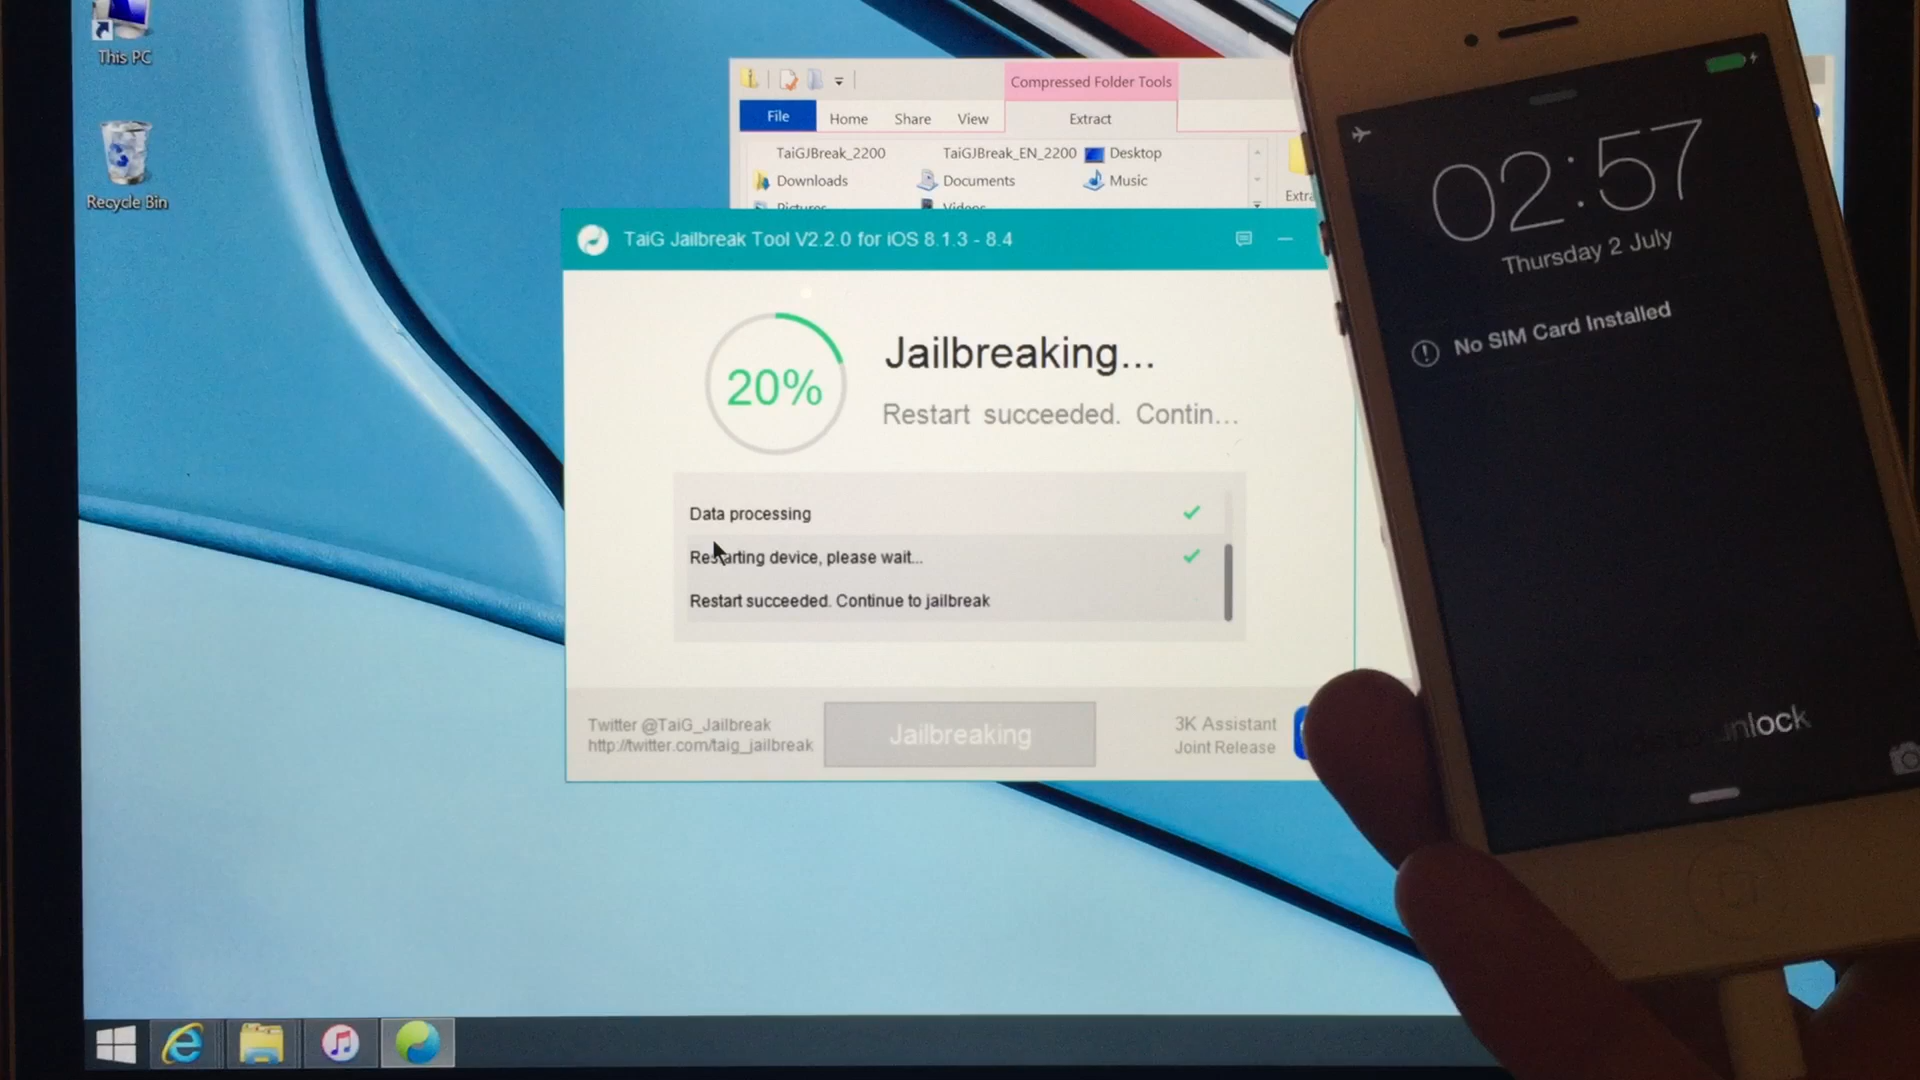 This PC
Recycle Bin
Compressed Folder Tools
File Home Share View Extract
TaiGJBreak_2200 TaiGJBreak_EN_2200 Desktop
Downloads Documents Music
Pictures Videos
TaiG Jailbreak Tool V2.2.0 for iOS 8.1.3 - 8.4
20%
Jailbreaking...
Restart succeeded. Contin...
Data processing
Restarting device, please wait...
Restart succeeded. Continue to jailbreak
Twitter @TaiG_Jailbreak
http://twitter.com/taig_jailbreak
Jailbreaking
3K Assistant
Joint Release
02:57
Thursday 2 July
No SIM Card Installed
unlock